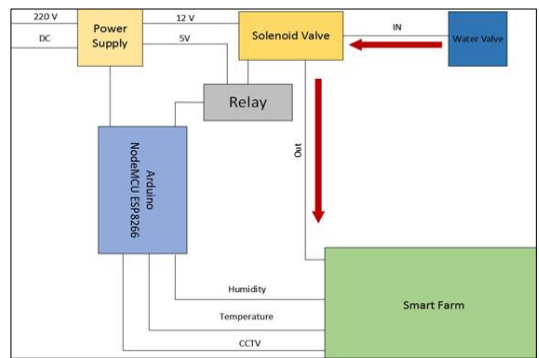 220 V
DC
Power
Supply
12 V
5V
Solenoid Valve
IN
Water Valve
Relay
Out
Arduino
NodeMCU ESP8266
Humidity
Temperature
CCTV
Smart Farm